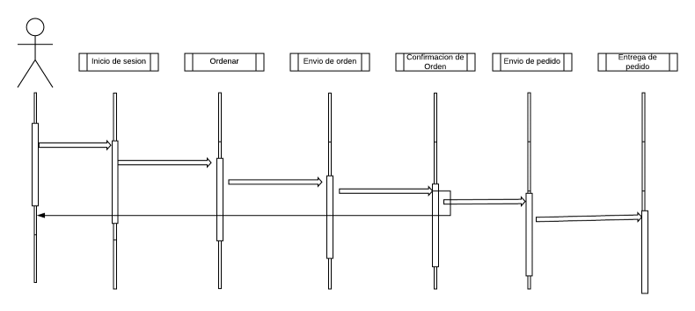 Inicio de sesion
Ordenar
Envio de orden
Confirmacion de
Orden
Envio de pedido
Entrega de
pedido